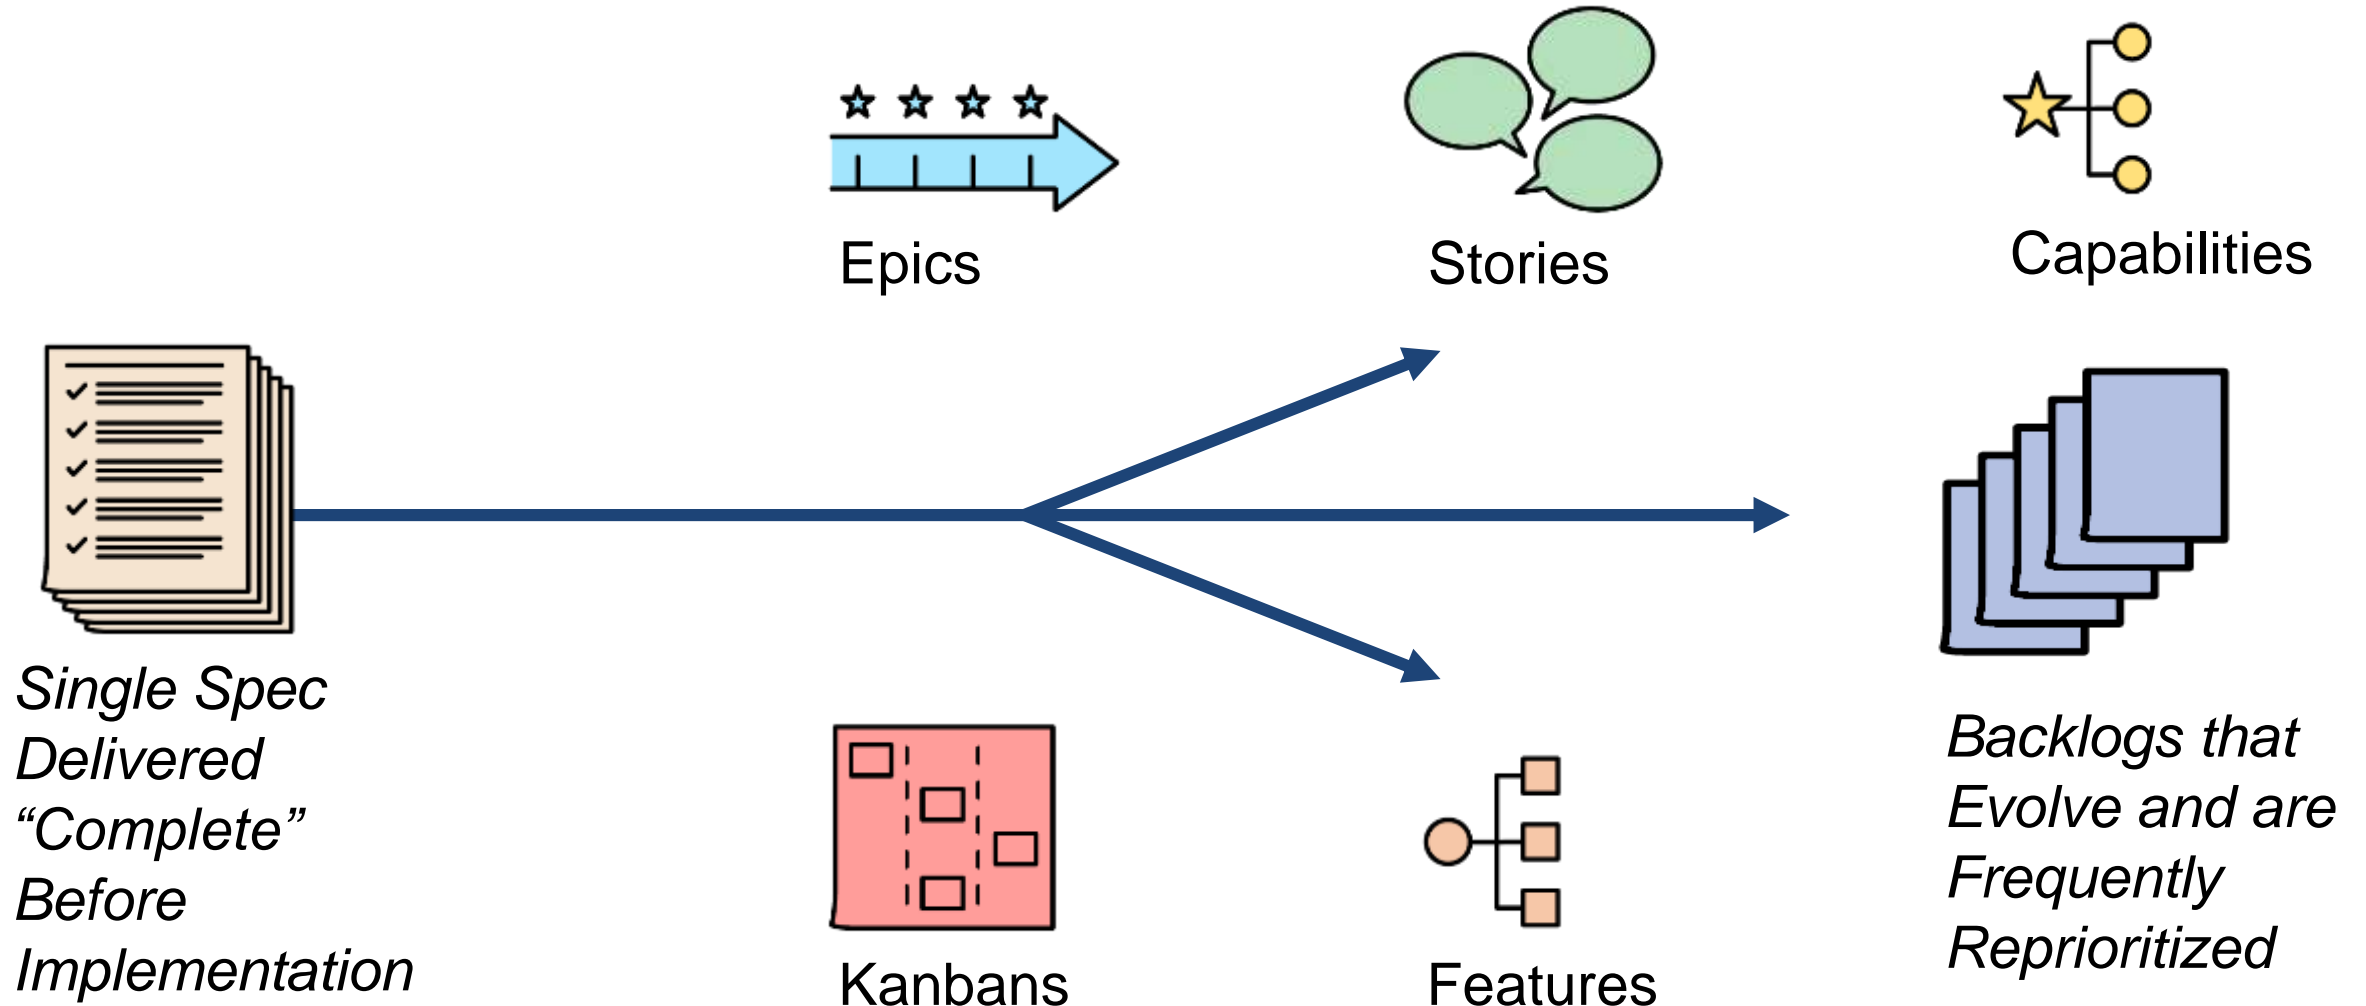 Epics
Stories
Capabilities
Single Spec
Delivered
“Complete”
Before
Implementation
Backlogs that
Evolve and are
Frequently
Reprioritized
Kanbans
Features